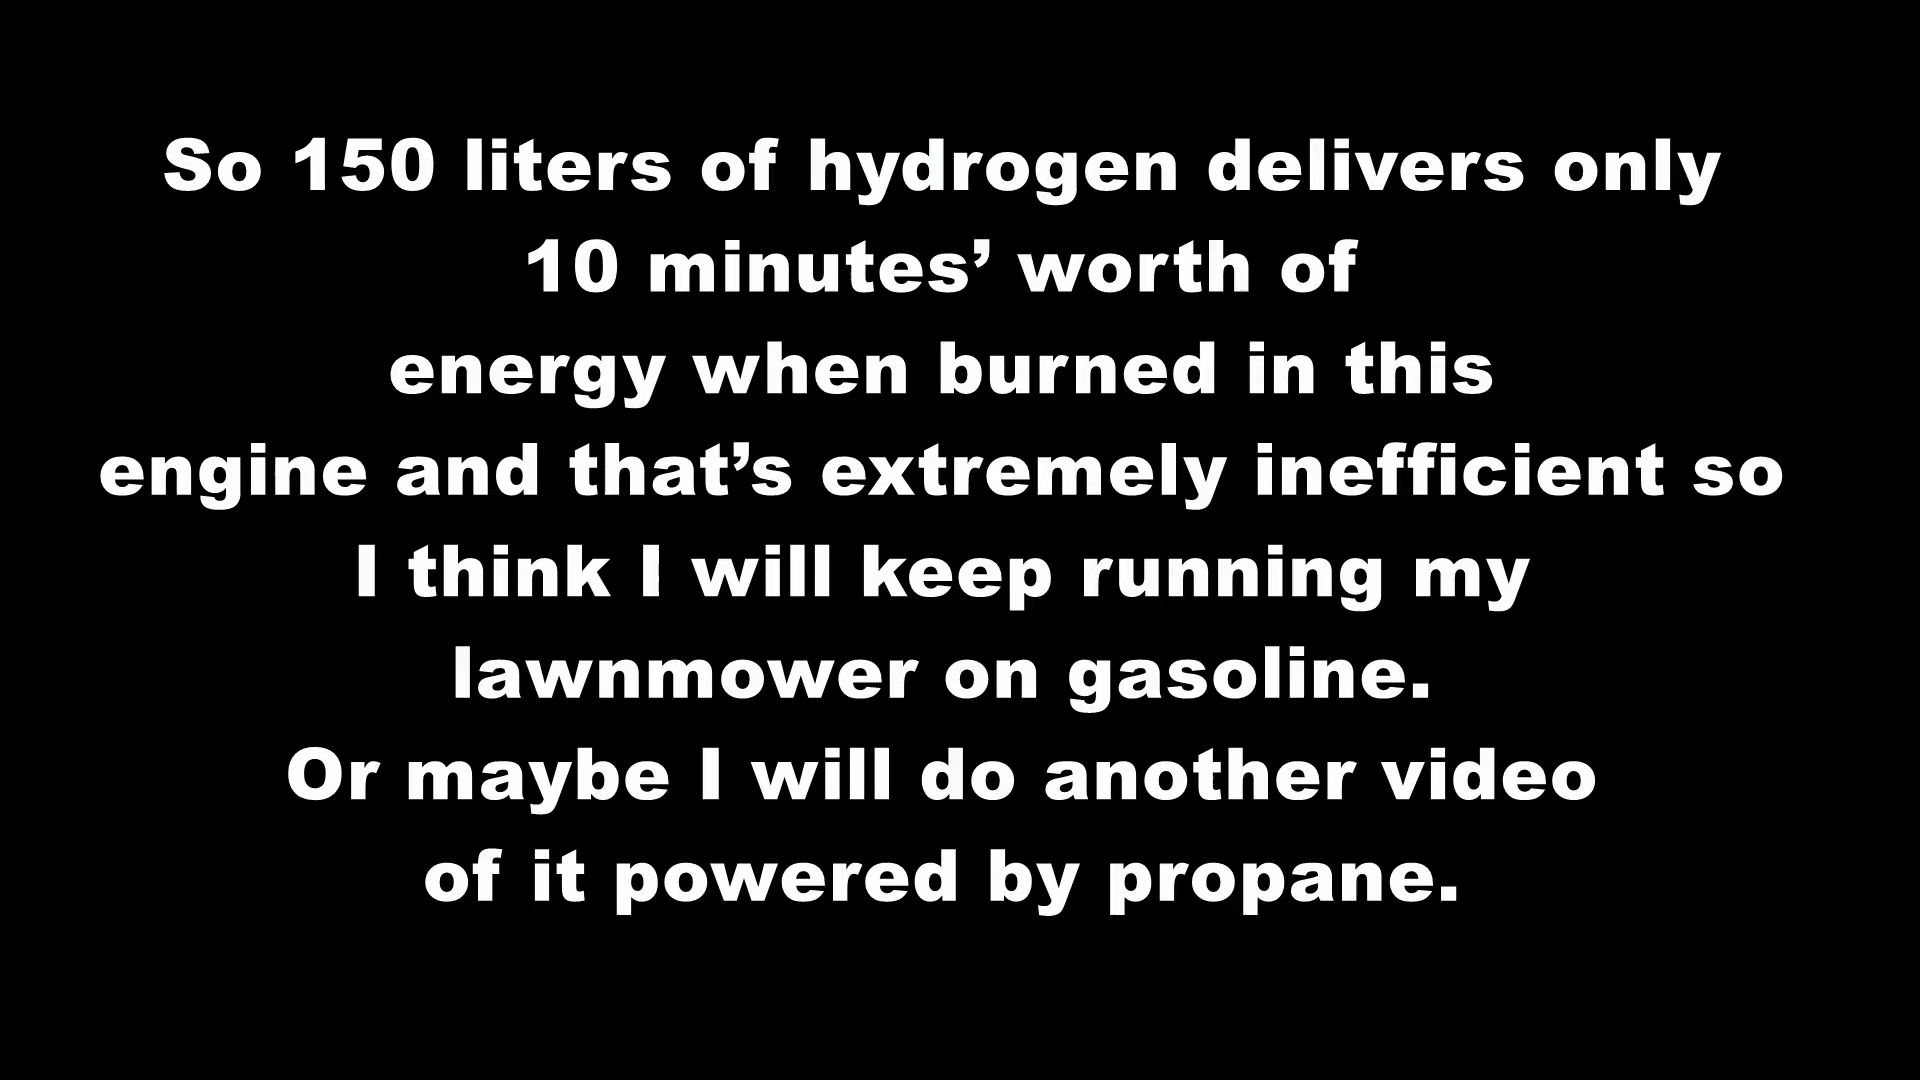 So 150 liters of hydrogen delivers only
10 minutes’ worth of
energy when burned in this
engine and that’s extremely inefficient so
I think I will keep running my
lawnmower on gasoline.
Or maybe I will do another video
of it powered by propane.